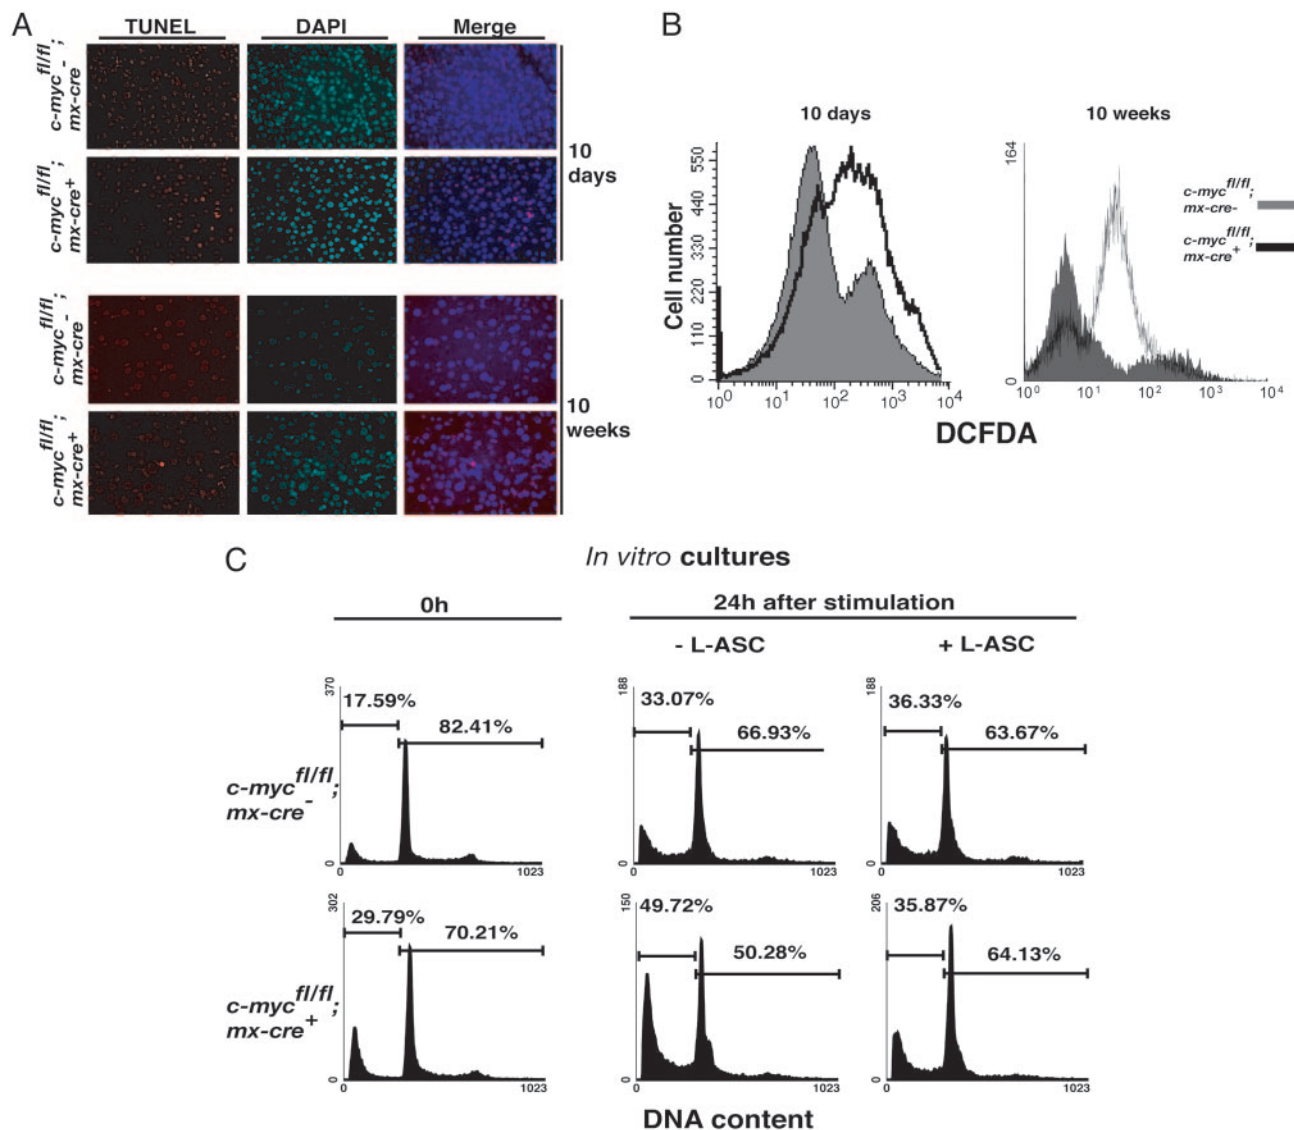 A
TUNEL DAPI Merge
c-myc fl/fl;
mx-cre -
c-myc fl/fl;
mx-cre+
10
days
c-myc fl/fl;
mx-cre -
c-myc fl/fl;
mx-cre+
10
weeks
B
10 days
Cell number
550
440
330
220
110
0
10^0 10^1 10^2 10^3 10^4
10 weeks
164
0
10^0 10^1 10^2 10^3 10^4
DCFDA
c-myc fl/fl;
mx-cre-
c-myc fl/fl;
mx-cre +
C
In vitro cultures
0h
24h after stimulation
- L-ASC + L-ASC
c-myc fl/fl;
mx-cre -
370
17.59%
82.41%
0
0 1023
188
33.07%
66.93%
0
0 1023
188
36.33%
63.67%
0
0 1023
c-myc fl/fl;
mx-cre +
302
29.79%
70.21%
0
0 1023
150
49.72%
50.28%
0
0 1023
206
35.87%
64.13%
0
0 1023
DNA content